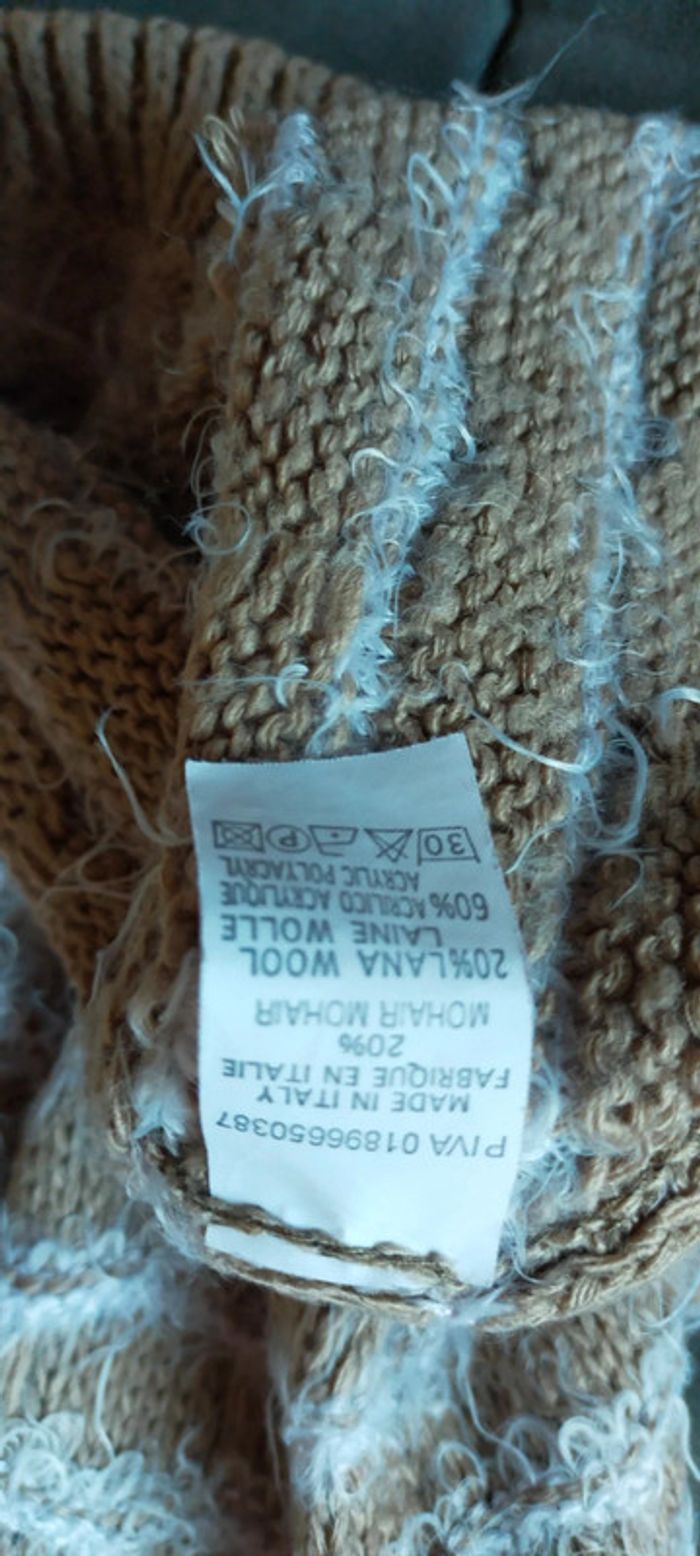 P IVA 01896650387
MADE IN ITALY
FABRIQUE EN ITALIE
20%
MOHAIR MOHAIR
20%LANA WOOL
LAINE WOLLE
60% ACRILICO ACRYLIQUE
ACRYLIC POLYACRYL
30 P